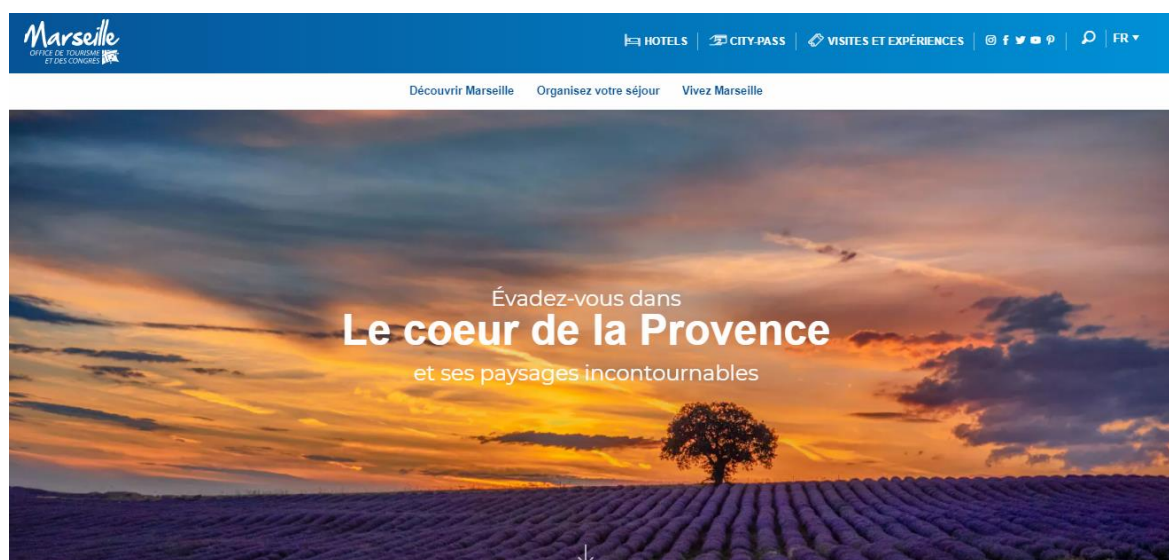 Marseille
OFFICE DE TOURISME
ET DES CONGRÈS
HOTELS
CITY-PASS
VISITES ET EXPÉRIENCES
FR
Découvrir Marseille
Organisez votre séjour
Vivez Marseille
Évadez-vous dans
Le coeur de la Provence
et ses paysages incontournables